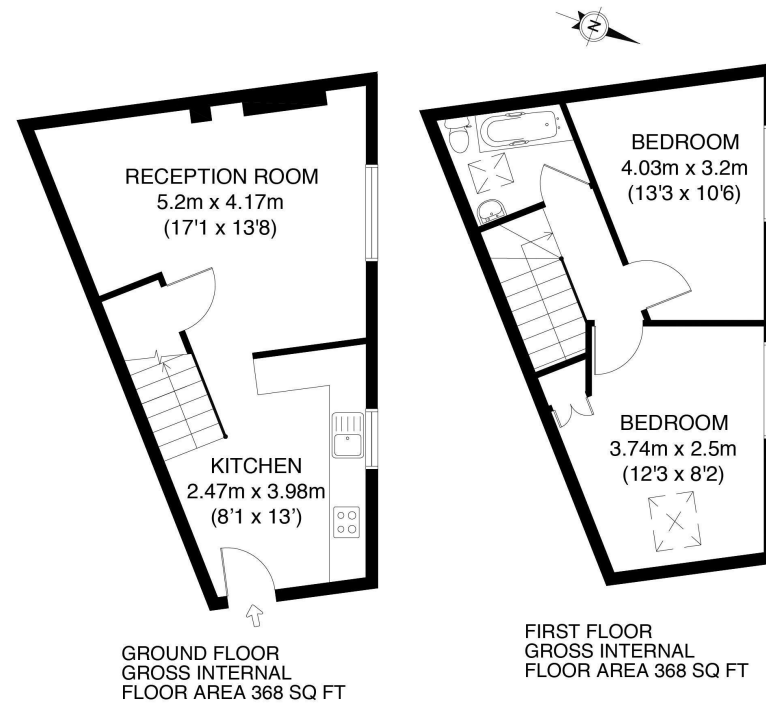 N
RECEPTION ROOM
5.2m x 4.17m
(17'1 x 13'8)
KITCHEN
2.47m x 3.98m
(8'1 x 13’)
GROUND FLOOR
GROSS INTERNAL
FLOOR AREA 368 SQ FT
BEDROOM
4.03m x 3.2m
(13'3 x 10'6)
BEDROOM
3.74m x 2.5m
(12'3 x 8'2)
FIRST FLOOR
GROSS INTERNAL
FLOOR AREA 368 SQ FT